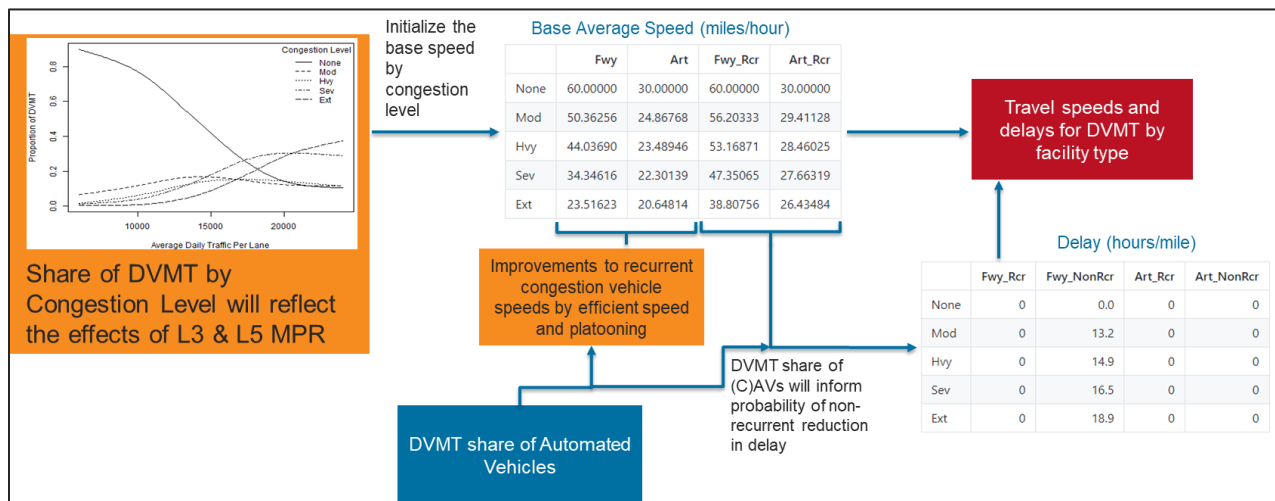 Congestion Level
None
Mod
Hvy
Sev
Ext
Proportion of DVMT
0.8
0.6
0.4
0.2
0.0
10000 15000 20000
Average Daily Traffic Per Lane
Share of DVMT by
Congestion Level will reflect
the effects of L3 & L5 MPR
Initialize the
base speed
by
congestion
level
Base Average Speed (miles/hour)
Fwy Art Fwy_Rcr Art_Rcr
None 60.00000 30.00000 60.00000 30.00000
Mod 50.36256 24.86768 56.20333 29.41128
Hvy 44.03690 23.48946 53.16871 28.46025
Sev 34.34616 22.30139 47.35065 27.66319
Ext 23.51623 20.64814 38.80756 26.43484
Improvements to recurrent
congestion vehicle
speeds by efficient speed
and platooning
DVMT share of Automated
Vehicles
DVMT share of
(C)AVs will inform
probability of non-
recurrent reduction
in delay
Travel speeds and
delays for DVMT by
facility type
Delay (hours/mile)
Fwy_Rcr Fwy_NonRcr Art_Rcr Art_NonRcr
None 0 0.0 0 0
Mod 0 13.2 0 0
Hvy 0 14.9 0 0
Sev 0 16.5 0 0
Ext 0 18.9 0 0